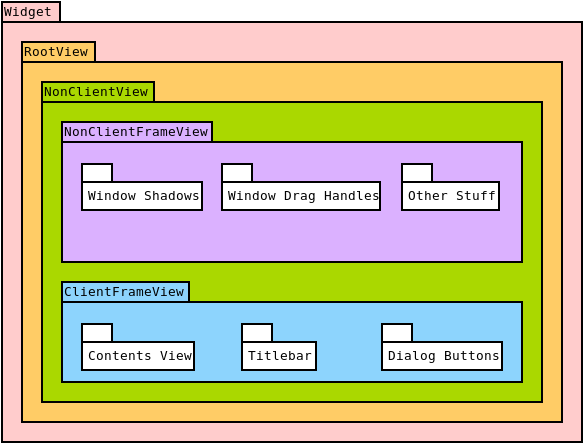 Widget
RootView
NonClientView
NonClientFrameView
Window Shadows
Window Drag Handles
Other Stuff
ClientFrameView
Contents View
Titlebar
Dialog Buttons